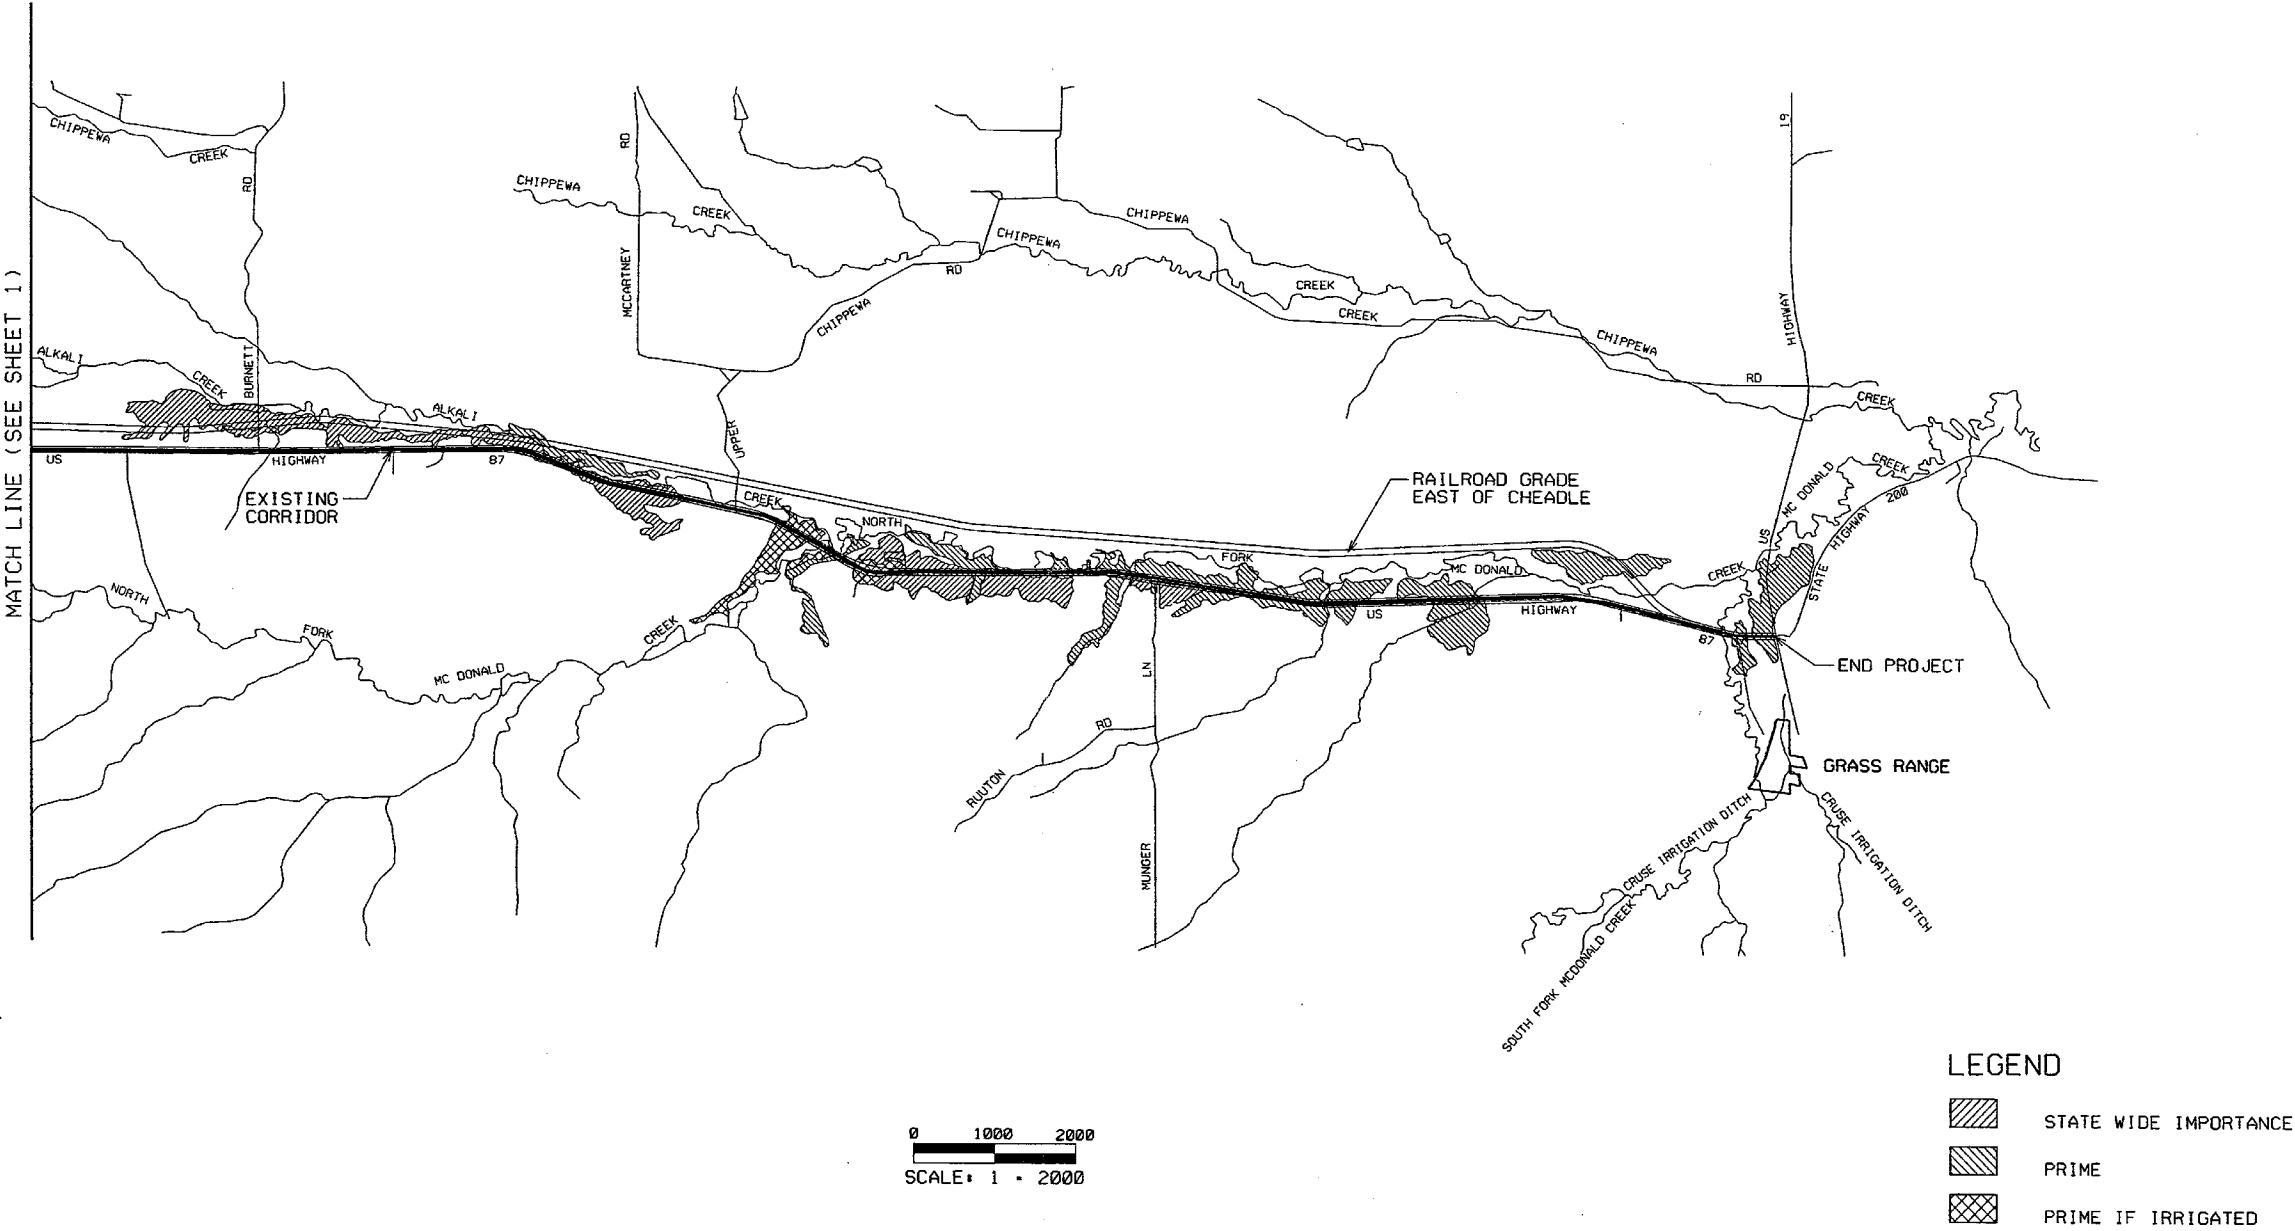 MATCH LINE (SEE SHEET 1)
CHIPPEWA
CREEK
RD
BURNETT
ALKALI
CREEK
ALKALI
US
HIGHWAY
87
EXISTING
CORRIDOR
NORTH
FORK
MC DONALD
CREEK
CHIPPEWA
CREEK
RD
MCCARTNEY
CHIPPEWA
RD
UPPER
CREEK
NORTH
FORK
MC DONALD
CREEK
CHIPPEWA
CHIPPEWA
CREEK
CREEK
CHIPPEWA
RD
CREEK
19
HIGHWAY
US
MC DONALD
CREEK
200
HIGHWAY
STATE
RAILROAD GRADE
EAST OF CHEADLE
US
HIGHWAY
87
END PROJECT
LN
MUNGER
RD
RUUTON
GRASS RANGE
CRUSE IRRIGATION DITCH
CRUSE IRRIGATION DITCH
SOUTH FORK MCDONALD CREEK
0 1000 2000
SCALE: 1 = 2000
LEGEND
STATE WIDE IMPORTANCE
PRIME
PRIME IF IRRIGATED